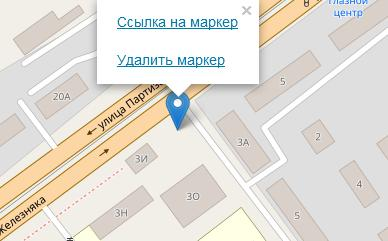 ×
Ссылка на маркер
Удалить маркер
Глазной
центр
20А
← улица Партиз
5
2
3А
→
3И
4
3О
Железняка
3Н
5